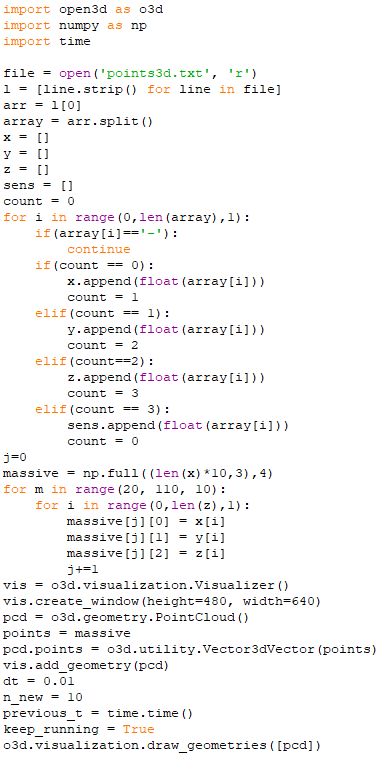 import open3d as o3d
import numpy as np
import time

file = open('points3d.txt', 'r')
l = [line.strip() for line in file]
arr = l[0]
array = arr.split()
x = []
y = []
z = []
sens = []
count = 0
for i in range(0,len(array),1):
    if(array[i]=='-'):
        continue
    if(count == 0):
        x.append(float(array[i]))
        count = 1
    elif(count == 1):
        y.append(float(array[i]))
        count = 2
    elif(count==2):
        z.append(float(array[i]))
        count = 3
    elif(count == 3):
        sens.append(float(array[i]))
        count = 0
j=0
massive = np.full((len(x)*10,3),4)
for m in range(20, 110, 10):
    for i in range(0,len(z),1):
        massive[j][0] = x[i]
        massive[j][1] = y[i]
        massive[j][2] = z[i]
        j+=1
vis = o3d.visualization.Visualizer()
vis.create_window(height=480, width=640)
pcd = o3d.geometry.PointCloud()
points = massive
pcd.points = o3d.utility.Vector3dVector(points)
vis.add_geometry(pcd)
dt = 0.01
n_new = 10
previous_t = time.time()
keep_running = True
o3d.visualization.draw_geometries([pcd])